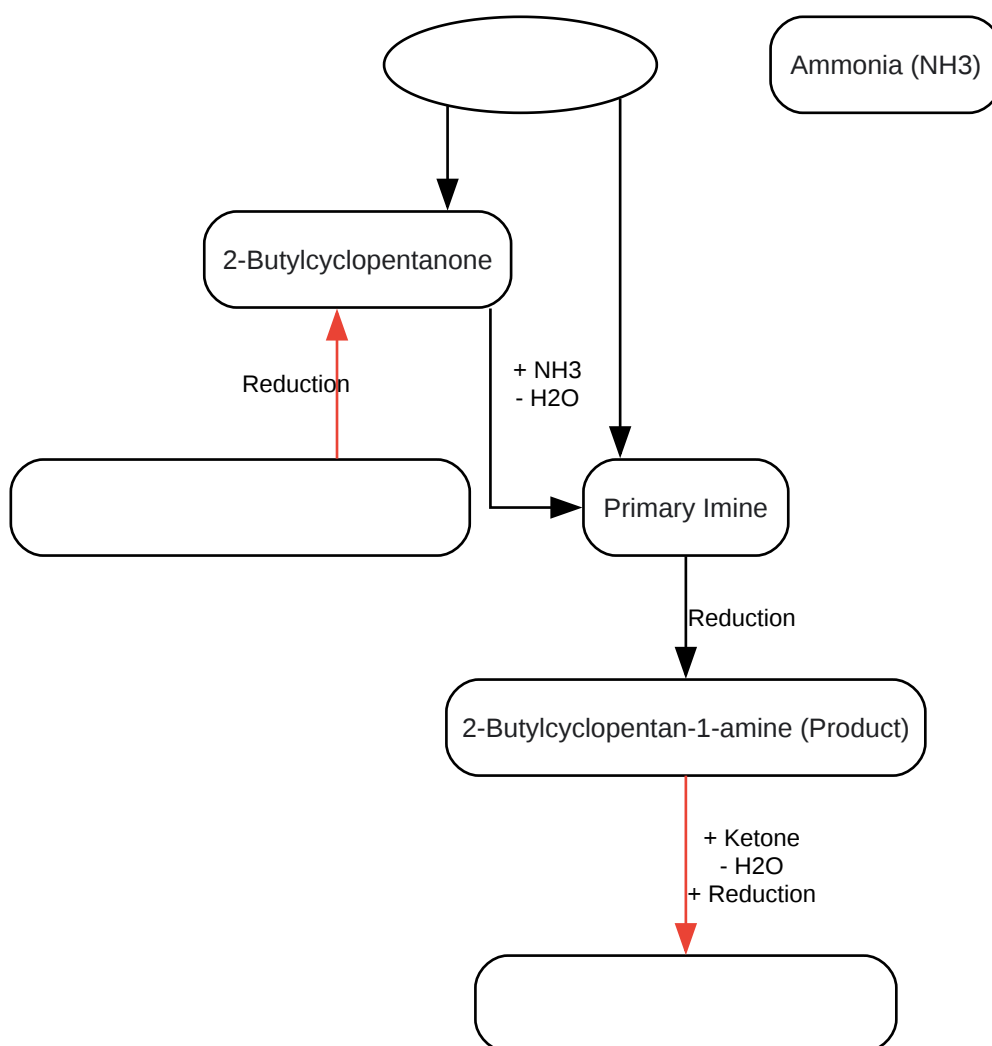 Ammonia (NH3)
2-Butylcyclopentanone
Reduction
+ NH3
- H2O
Primary Imine
Reduction
2-Butylcyclopentan-1-amine (Product)
+ Ketone
- H2O
+ Reduction